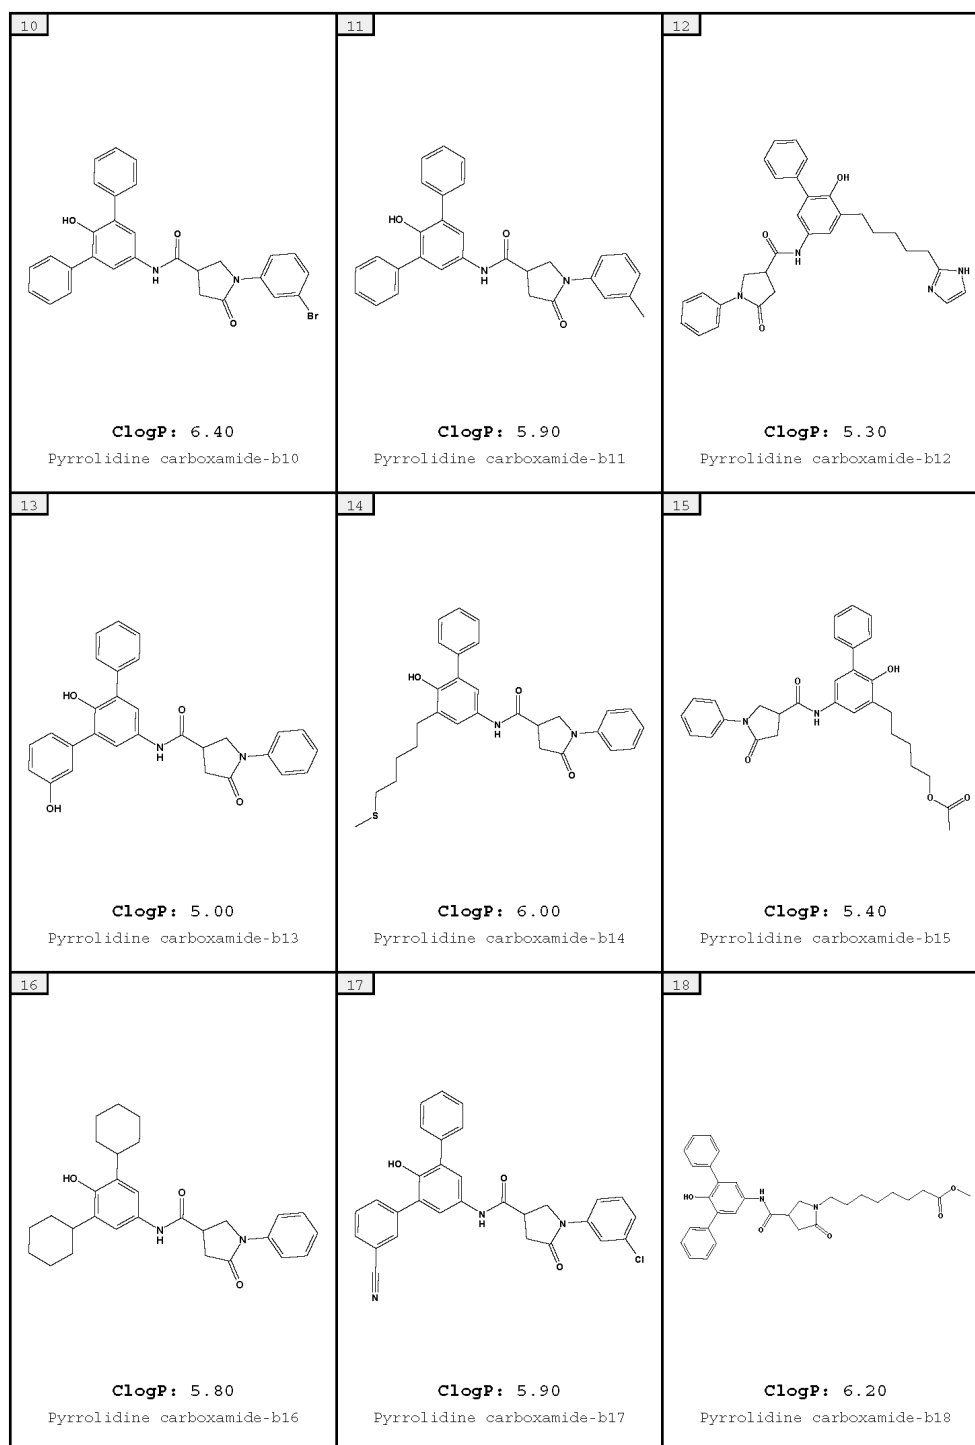 10
HO
O
N
H
N
O
Br
ClogP: 6.40
Pyrrolidine carboxamide-b10
11
HO
O
N
H
N
O
ClogP: 5.90
Pyrrolidine carboxamide-b11
12
OH
O
N
H
N
O
NH
N
ClogP: 5.30
Pyrrolidine carboxamide-b12
13
HO
O
N
H
N
O
OH
ClogP: 5.00
Pyrrolidine carboxamide-b13
14
HO
O
N
H
N
O
S
ClogP: 6.00
Pyrrolidine carboxamide-b14
15
OH
O
N
H
N
O
O
O
ClogP: 5.40
Pyrrolidine carboxamide-b15
16
HO
O
N
H
N
O
ClogP: 5.80
Pyrrolidine carboxamide-b16
17
HO
O
N
H
N
O
Cl
N
ClogP: 5.90
Pyrrolidine carboxamide-b17
18
H
N
HO
O
N
O
O
O
ClogP: 6.20
Pyrrolidine carboxamide-b18